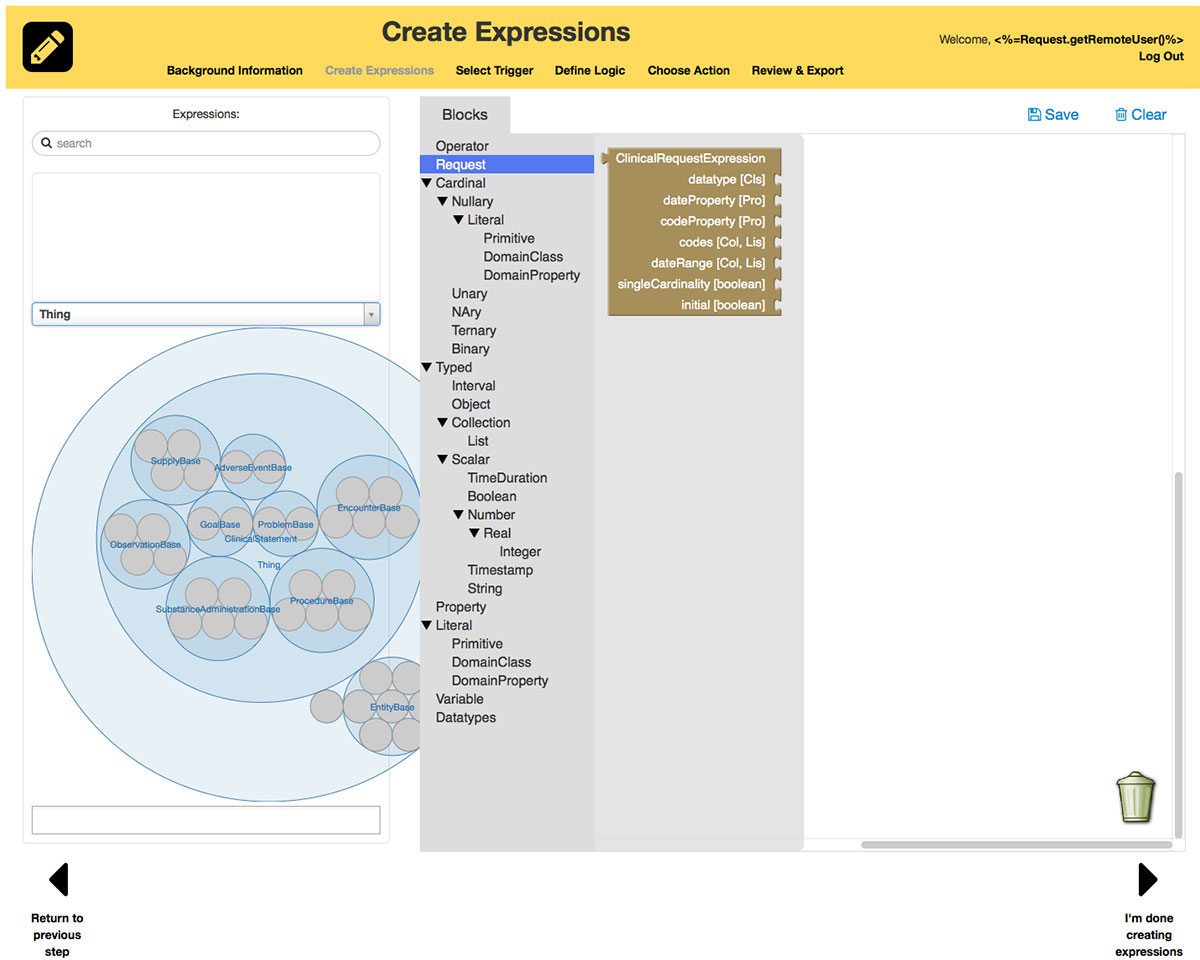 Create Expressions
Welcome, <%=Request.getRemoteUser()%>
Log Out
Background Information
Create Expressions
Select Trigger
Define Logic
Choose Action
Review & Export
Expressions:
search
Thing
SupplyBase
AdverseEventBase
EncounterBase
GoalBase
ProblemBase
ClinicalStatement
ObservationBase
Thing
SubstanceAdministrationBase
ProcedureBase
EntityBase
Blocks
Save
Clear
Operator
Request
Cardinal
Nullary
Literal
Primitive
DomainClass
DomainProperty
Unary
NAry
Ternary
Binary
Typed
Interval
Object
Collection
List
Scalar
TimeDuration
Boolean
Number
Real
Integer
Timestamp
String
Property
Literal
Primitive
DomainClass
DomainProperty
Variable
Datatypes
ClinicalRequestExpression
datatype [Cls]
dateProperty [Pro]
codeProperty [Pro]
codes [Col, Lis]
dateRange [Col, Lis]
singleCardinality [boolean]
initial [boolean]
Return to
previous
step
I'm done
creating
expressions